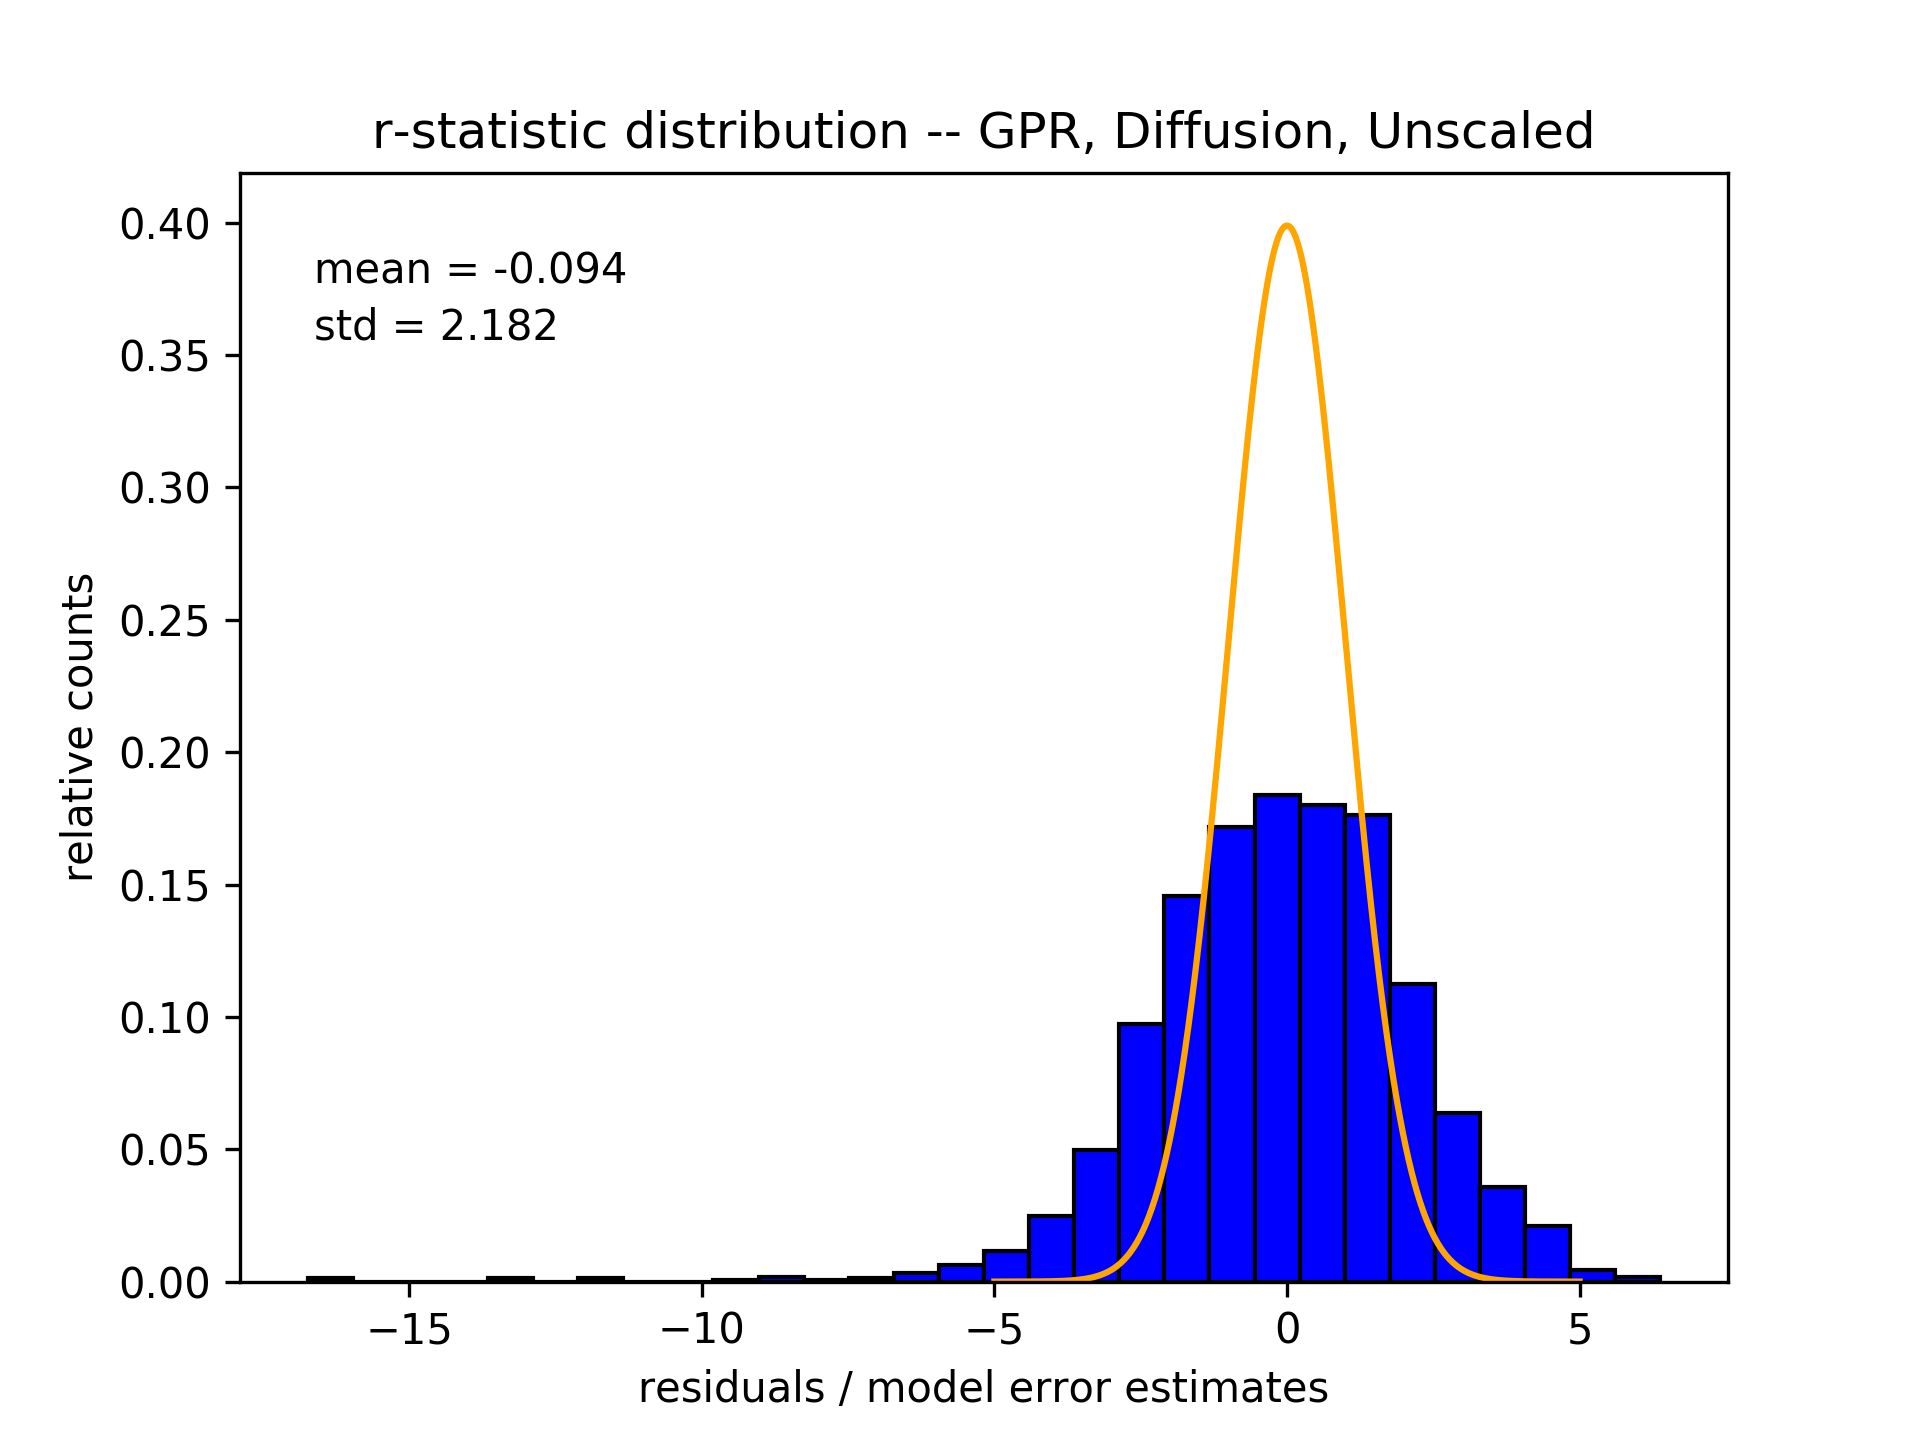 r-statistic distribution -- GPR, Diffusion, Unscaled
mean = -0.094
std = 2.182
0.40
0.35
0.30
0.25
0.20
0.15
0.10
0.05
0.00
relative counts
−15 −10 −5 0 5
residuals / model error estimates